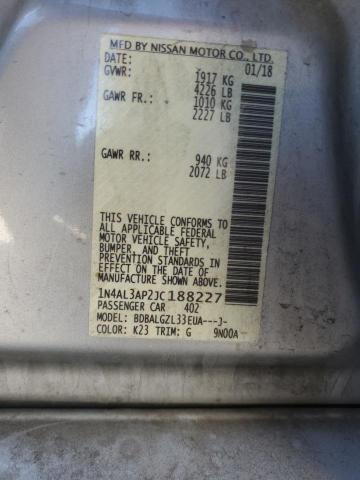 MFD BY NISSAN MOTOR CO., LTD.
DATE: 01/18
GVWR: 1917 KG
4226 LB
GAWR FR.: 1010 KG
2227 LB
GAWR RR.: 940 KG
2072 LB
THIS VEHICLE CONFORMS TO
ALL APPLICABLE FEDERAL
MOTOR VEHICLE SAFETY,
BUMPER, AND THEFT
PREVENTION STANDARDS IN
EFFECT ON THE DATE OF
MANUFACTURE SHOWN ABOVE.
1N4AL3AP2JC188227
PASSENGER CAR 402
MODEL: BDBALGZL33EUA---J-
COLOR: K23 TRIM: G 9N00A